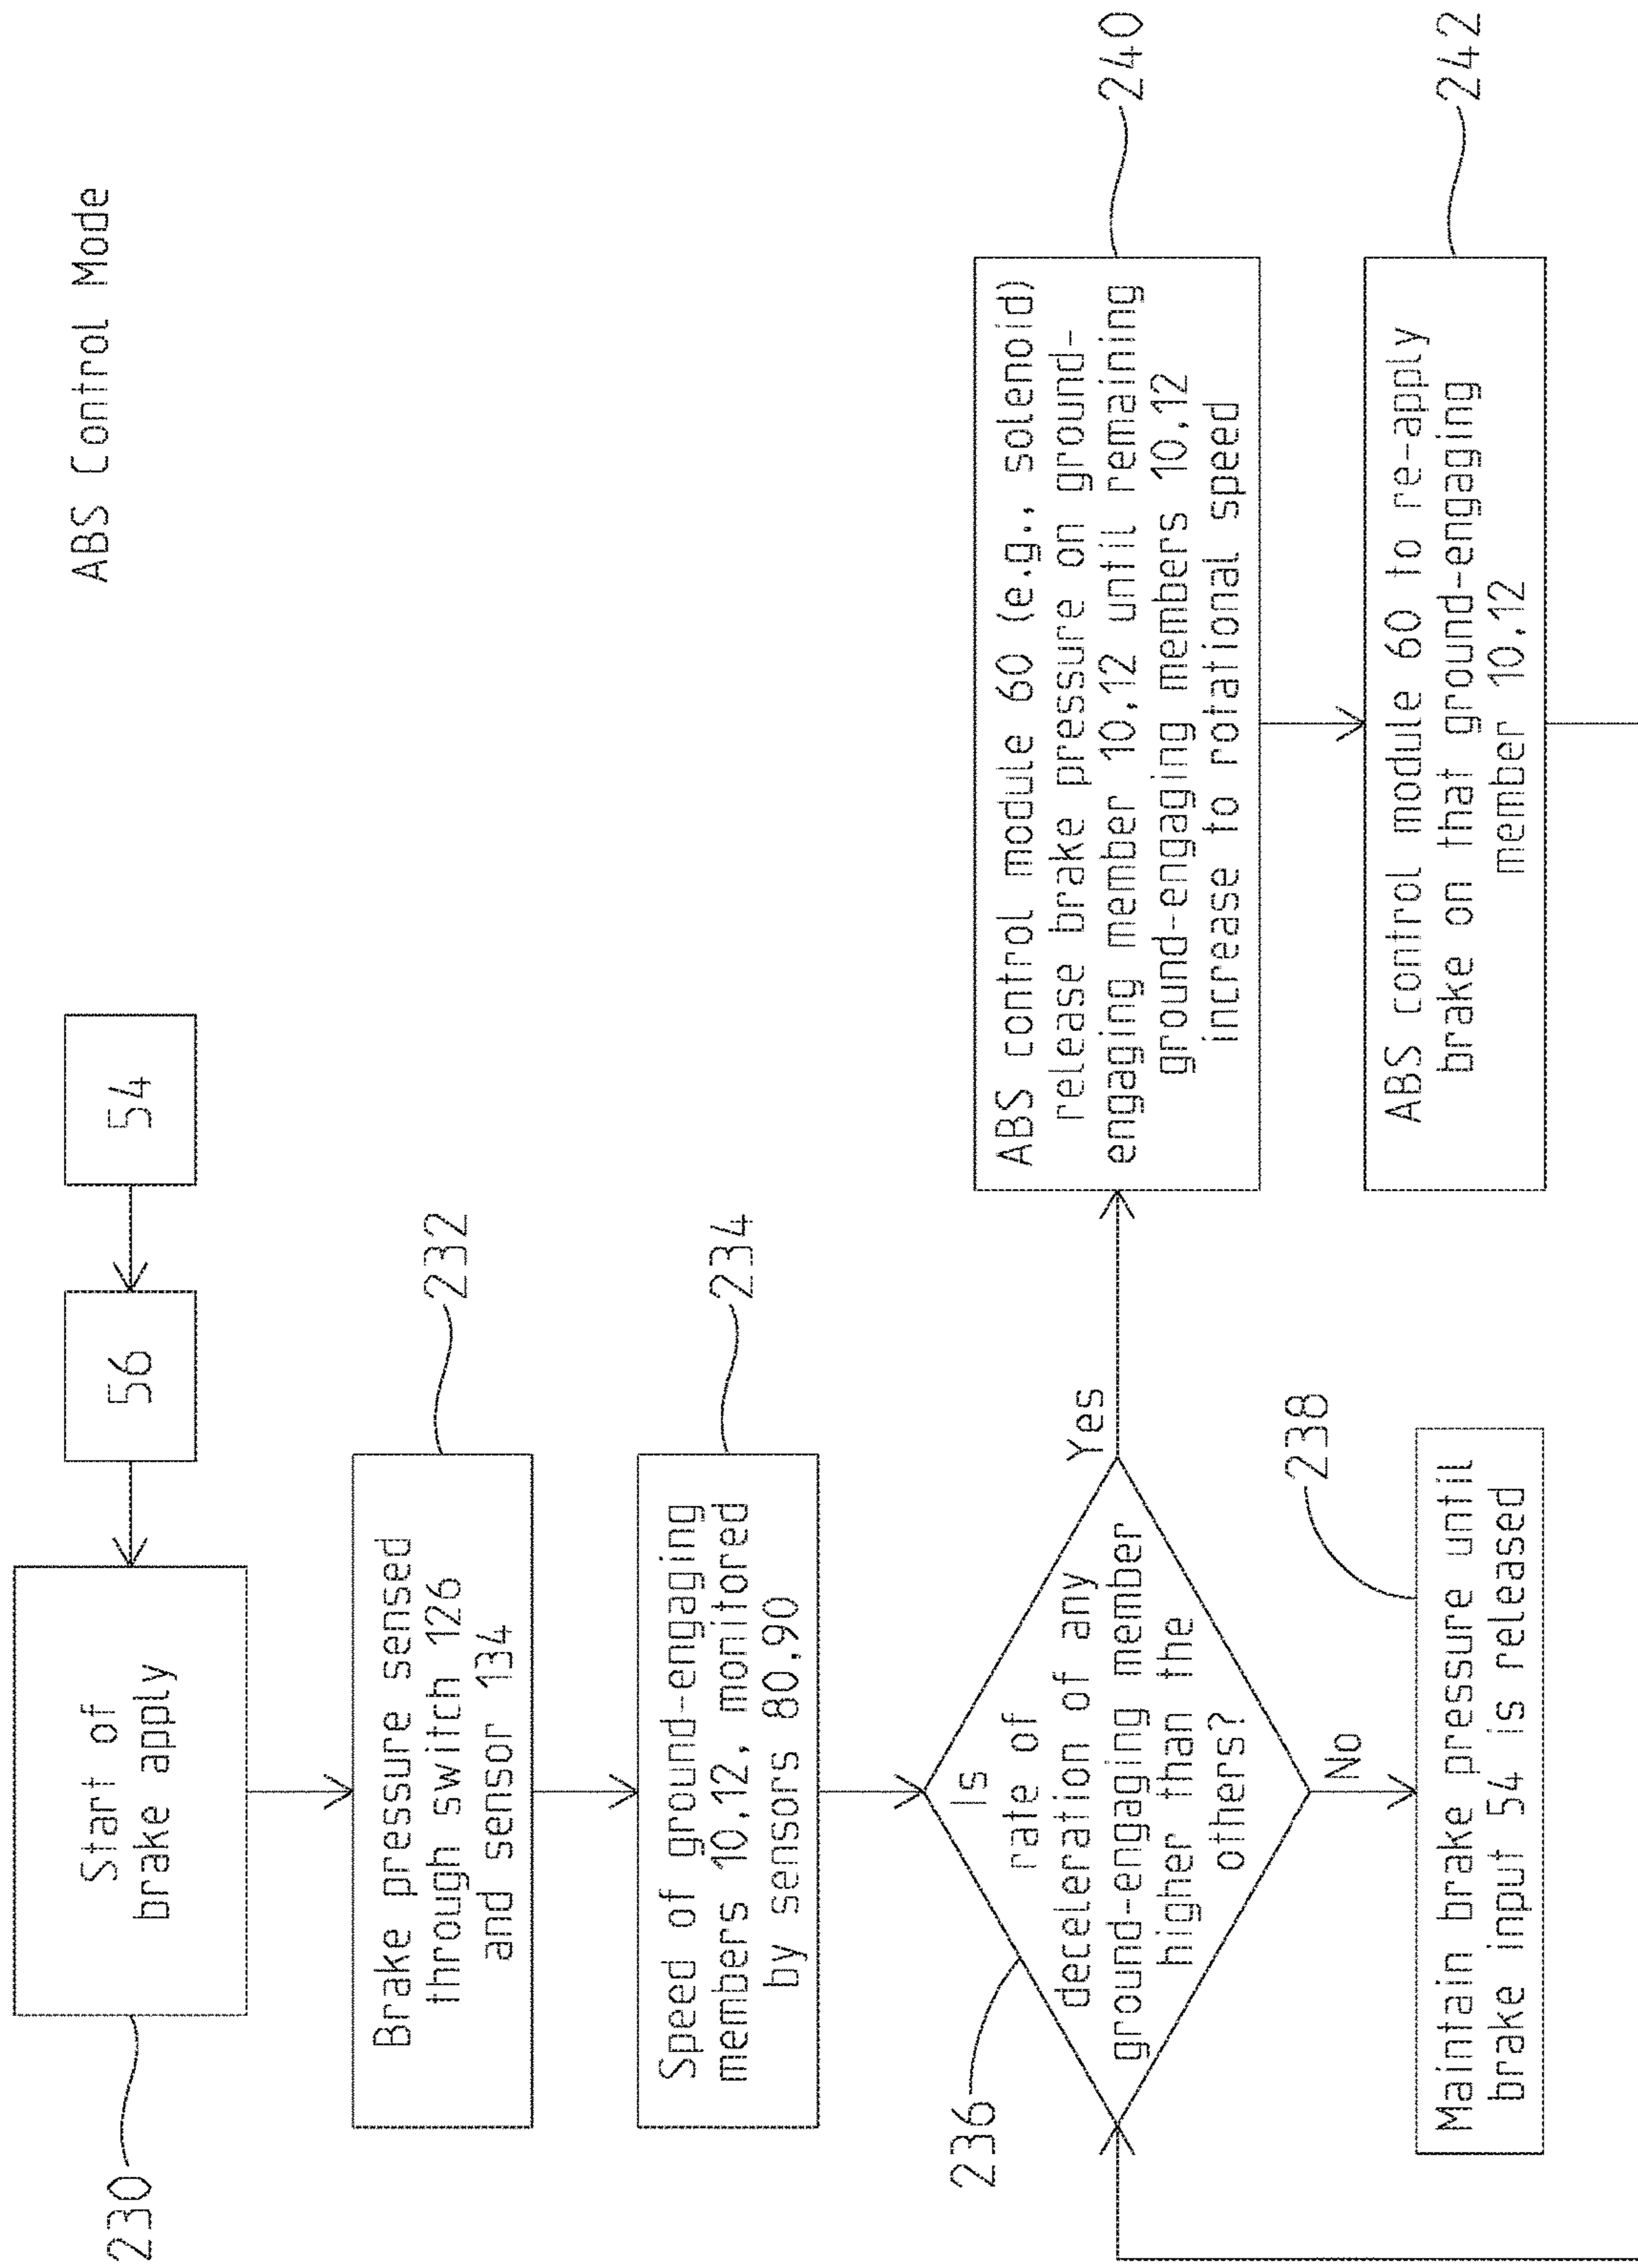 ABS Control Mode
54
56
Start of
brake apply
230
Brake pressure sensed
through switch 126
and sensor 134
232
Speed of ground-engaging
members 10,12, monitored
by sensors 80,90
234
Is
rate of
deceleration of any
ground-engaging member
higher than the
others?
236
Yes
No
Maintain brake pressure until
brake input 54 is released
238
ABS control module 60 (e.g., solenoid)
release brake pressure on ground-
engaging member 10,12 until remaining
ground-engaging members 10,12
increase to rotational speed
240
ABS control module 60 to re-apply
brake on that ground-engaging
member 10,12
242